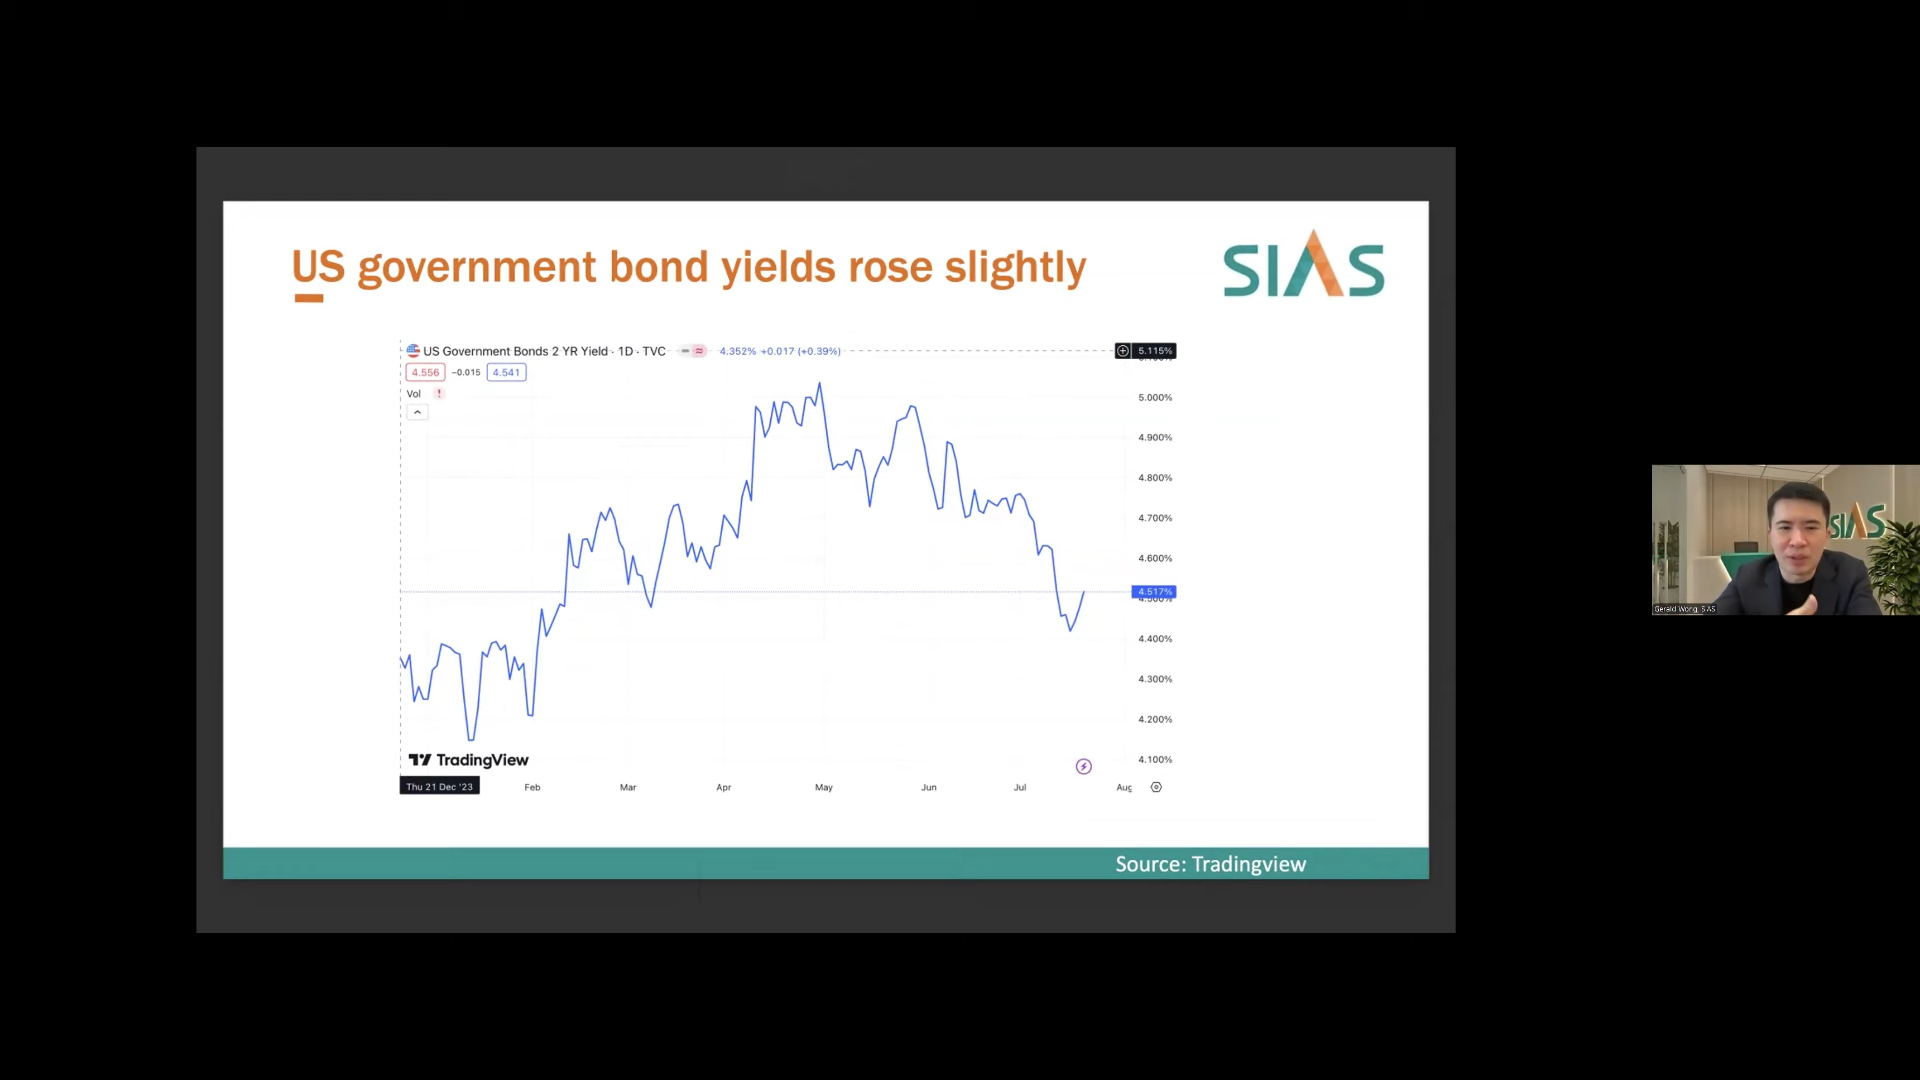 US government bond yields rose slightly
SIAS
US Government Bonds 2 YR Yield · 1D · TVC
4.352% +0.017 (+0.39%)
5.115%
4.556 −0.015 4.541
Vol
5.000%
4.900%
4.800%
4.700%
4.600%
4.517%
4.400%
4.300%
4.200%
4.100%
TradingView
Thu 21 Dec '23
Feb
Mar
Apr
May
Jun
Jul
Aug
Source: Tradingview
SIAS
Gerald Wong, SIAS